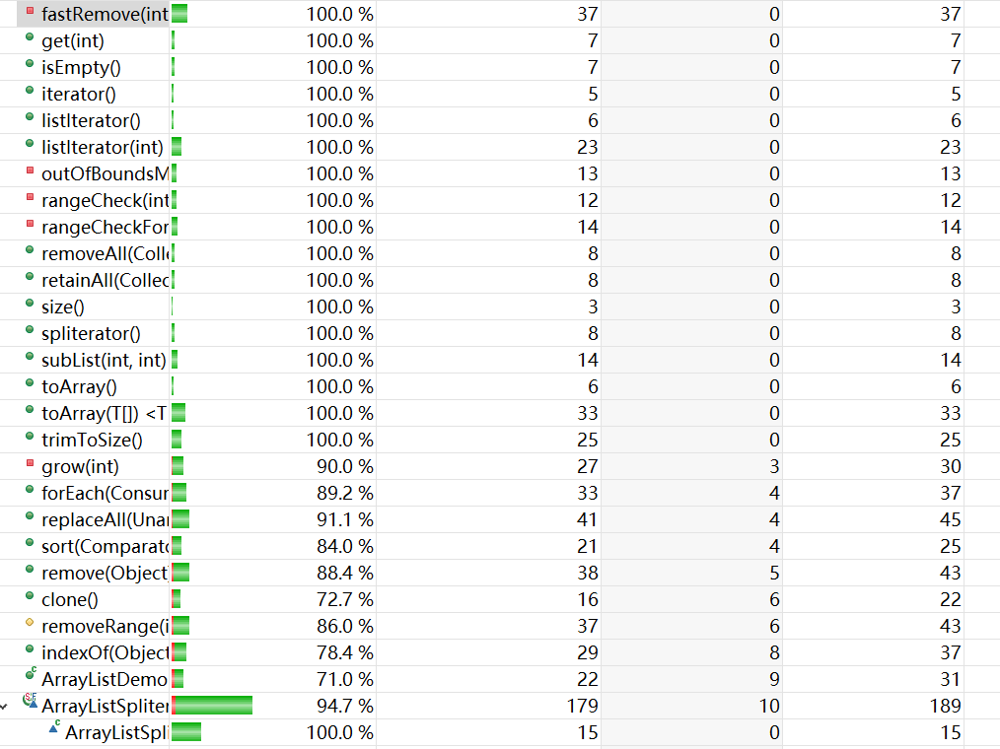 fastRemove(int 100.0 % 37 0 37
get(int) 100.0 % 7 0 7
isEmpty() 100.0 % 7 0 7
iterator() 100.0 % 5 0 5
listIterator() 100.0 % 6 0 6
listIterator(int) 100.0 % 23 0 23
outOfBoundsM 100.0 % 13 0 13
rangeCheck(int 100.0 % 12 0 12
rangeCheckFor 100.0 % 14 0 14
removeAll(Colle 100.0 % 8 0 8
retainAll(Collec 100.0 % 8 0 8
size() 100.0 % 3 0 3
spliterator() 100.0 % 8 0 8
subList(int, int) 100.0 % 14 0 14
toArray() 100.0 % 6 0 6
toArray(T[]) <T 100.0 % 33 0 33
trimToSize() 100.0 % 25 0 25
grow(int) 90.0 % 27 3 30
forEach(Consur 89.2 % 33 4 37
replaceAll(Unar 91.1 % 41 4 45
sort(Comparato 84.0 % 21 4 25
remove(Object 88.4 % 38 5 43
clone() 72.7 % 16 6 22
removeRange(i 86.0 % 37 6 43
indexOf(Object 78.4 % 29 8 37
ArrayListDemo 71.0 % 22 9 31
ArrayListSpliter 94.7 % 179 10 189
ArrayListSpli 100.0 % 15 0 15